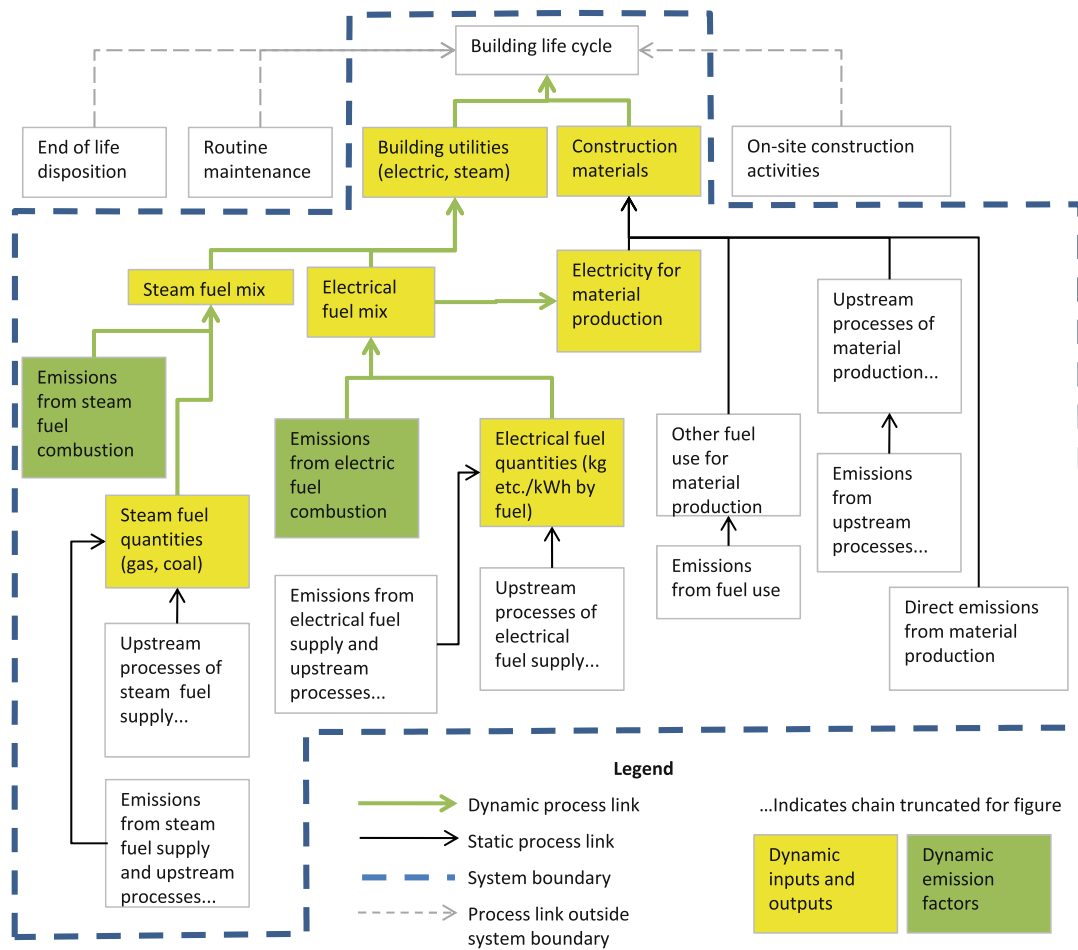 Building life cycle
End of life
disposition
Routine
maintenance
Building utilities
(electric, steam)
Construction
materials
On-site construction
activities
Steam fuel mix
Electrical
fuel mix
Electricity for
material
production
Upstream
processes of
material
production...
Emissions
from steam
fuel
combustion
Emissions
from electric
fuel
combustion
Electrical fuel
quantities (kg
etc./kWh by
fuel)
Other fuel
use for
material
production
Emissions
from
upstream
processes...
Steam fuel
quantities
(gas, coal)
Emissions from
electrical fuel
supply and
upstream
processes...
Upstream
processes of
electrical
fuel supply...
Emissions
from fuel use
Direct emissions
from material
production
Upstream
processes of
steam fuel
supply...
Emissions
from steam
fuel supply
and upstream
processes...
Legend
Dynamic process link
Static process link
System boundary
Process link outside
system boundary
...Indicates chain truncated for figure
Dynamic
inputs and
outputs
Dynamic
emission
factors